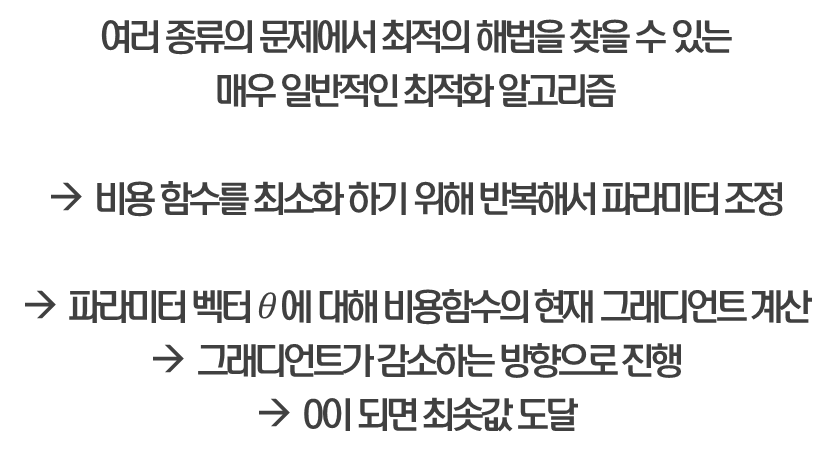 여러 종류의 문제에서 최적의 해법을 찾을 수 있는
매우 일반적인 최적화 알고리즘
→ 비용 함수를 최소화 하기 위해 반복해서 파라미터 조정
→ 파라미터 벡터 θ에 대해 비용함수의 현재 그래디언트 계산
→ 그래디언트가 감소하는 방향으로 진행
→ 0이 되면 최솟값 도달